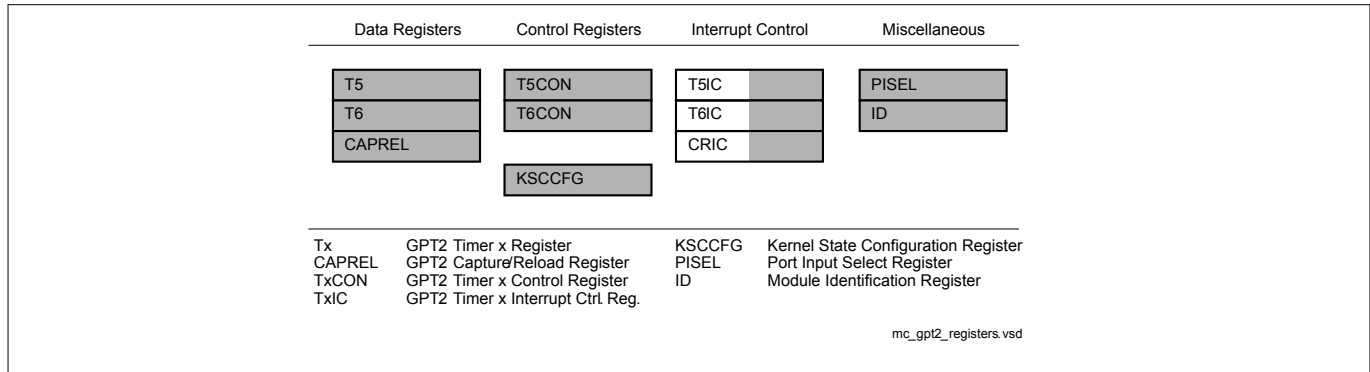 Data Registers Control Registers Interrupt Control Miscellaneous
T5 T5CON T5IC PISEL
T6 T6CON T6IC ID
CAPREL CRIC
KSCCFG
Tx GPT2 Timer x Register KSCCFG Kernel State Configuration Register
CAPREL GPT2 Capture/Reload Register PISEL Port Input Select Register
TxCON GPT2 Timer x Control Register ID Module Identification Register
TxIC GPT2 Timer x Interrupt Ctrl. Reg.
mc_gpt2_registers.vsd